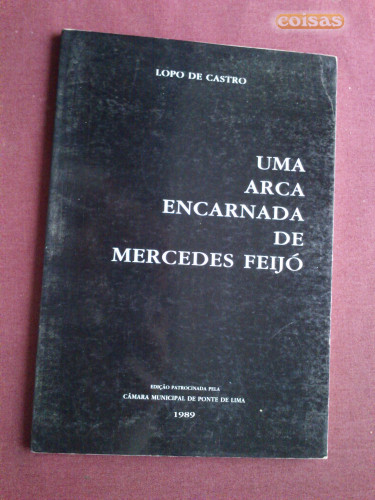 coisas
LOPO DE CASTRO
UMA
ARCA
ENCARNADA
DE
MERCEDES FEIJÓ
EDIÇÃO PATROCINADA PELA
CÂMARA MUNICIPAL DE PONTE DE LIMA
1989